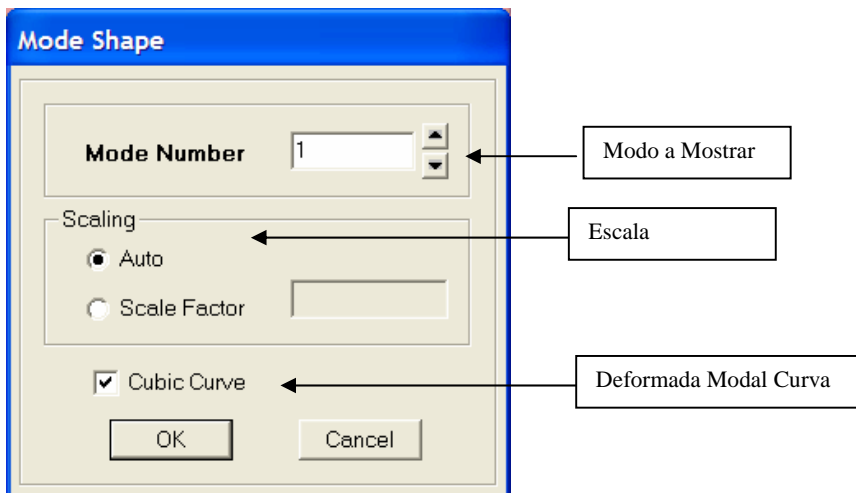 Mode Shape
Mode Number
1
Modo a Mostrar
Scaling
Escala
Auto
Scale Factor
Cubic Curve
Deformada Modal Curva
OK
Cancel